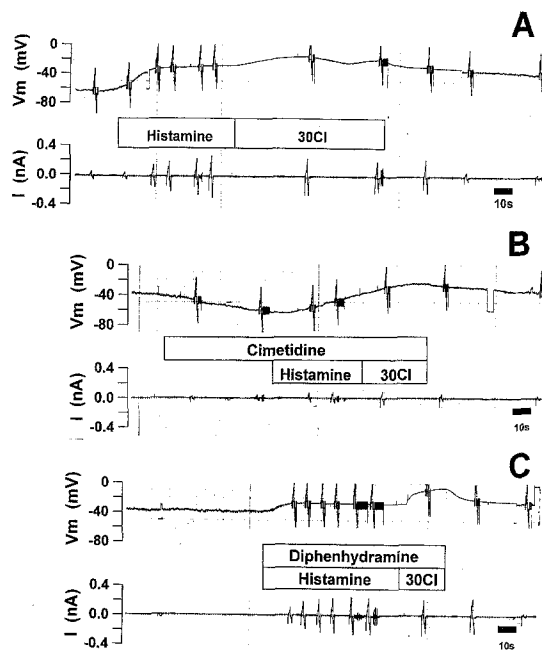 A
Vm (mV)
0
-40
-80
Histamine
30Cl
I (nA)
0.4
0.0
-0.4
10s
B
Vm (mV)
0
-40
-80
Cimetidine
Histamine
30Cl
I (nA)
0.4
0.0
-0.4
10s
C
Vm (mV)
0
-40
-80
Diphenhydramine
Histamine
30Cl
I (nA)
0.4
0.0
-0.4
10s